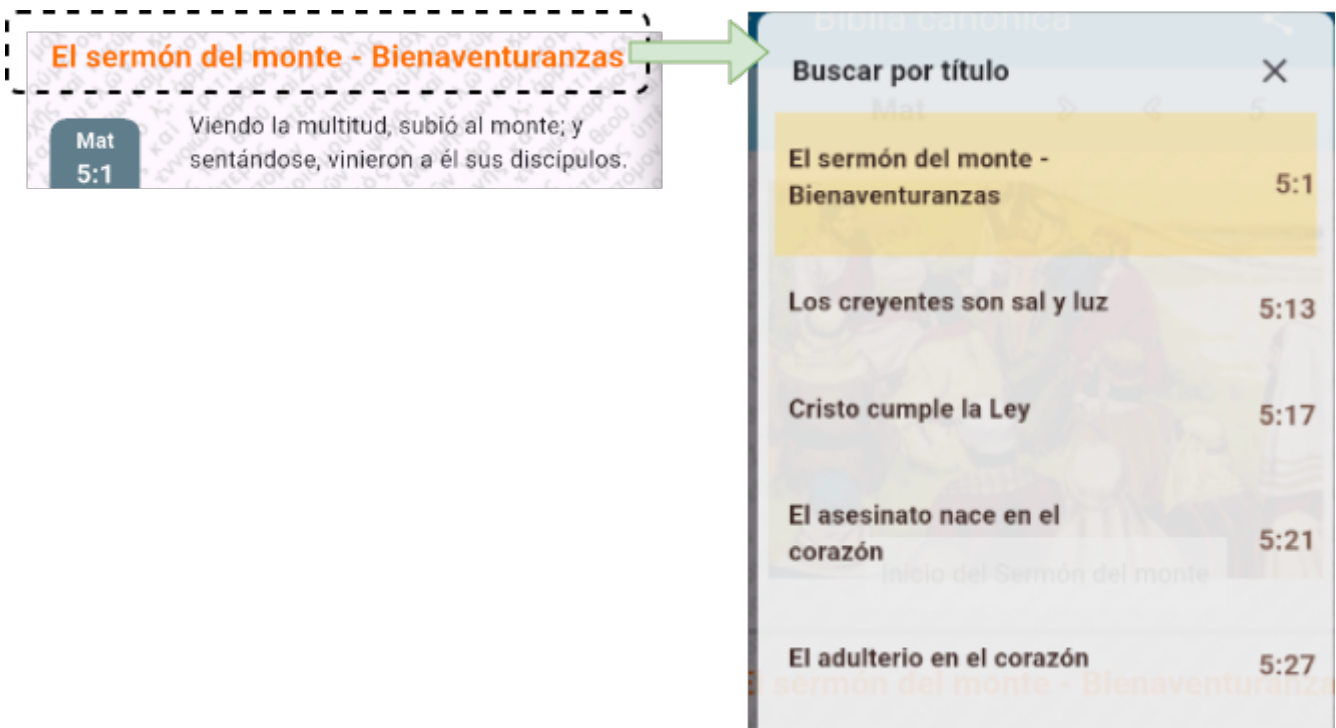 El sermón del monte - Bienaventuranzas
Mat
5:1
Viendo la multitud, subió al monte; y
sentándose, vinieron a él sus discípulos.
Biblia canónica
Buscar por título
Mat
5
El sermón del monte -
Bienaventuranzas
5:1
Los creyentes son sal y luz
5:13
Cristo cumple la Ley
5:17
El asesinato nace en el
corazón
5:21
Inicio del Sermón del monte
El adulterio en el corazón
5:27
El sermón del monte - Bienaventuranza